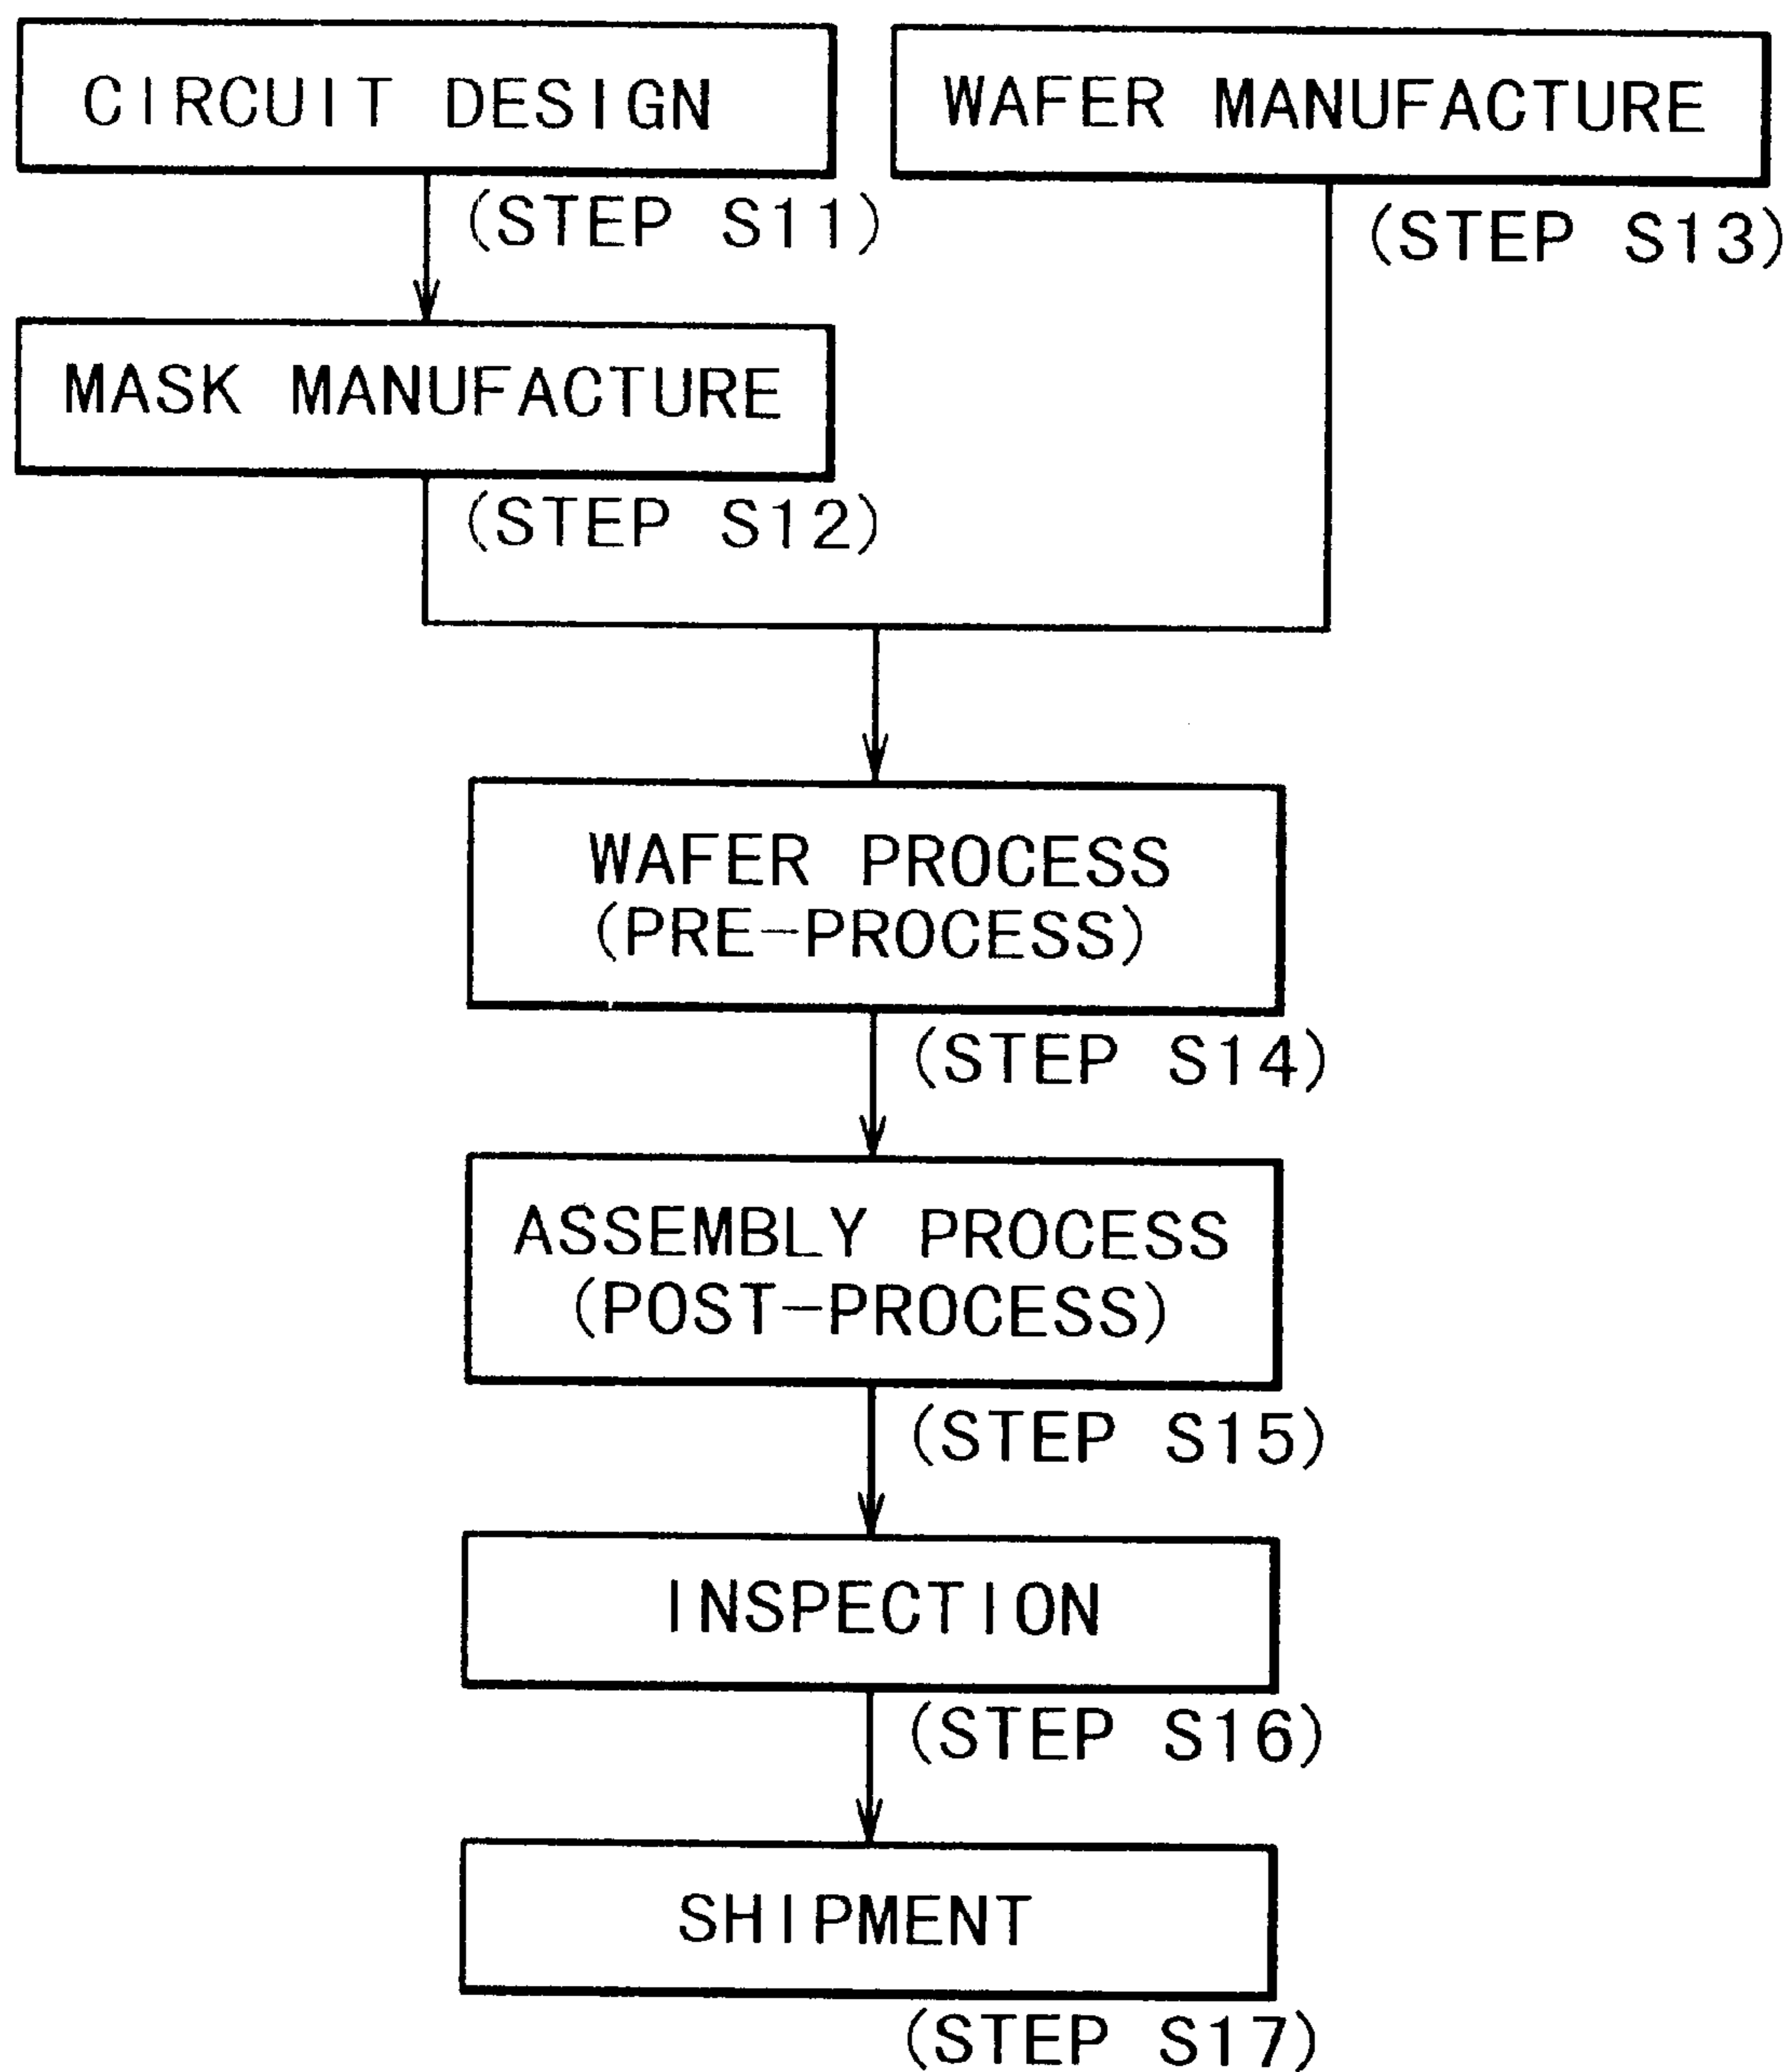 CIRCUIT DESIGN
(STEP S11)
WAFER MANUFACTURE
(STEP S13)
MASK MANUFACTURE
(STEP S12)
WAFER PROCESS
(PRE-PROCESS)
(STEP S14)
ASSEMBLY PROCESS
(POST-PROCESS)
(STEP S15)
INSPECTION
(STEP S16)
SHIPMENT
(STEP S17)